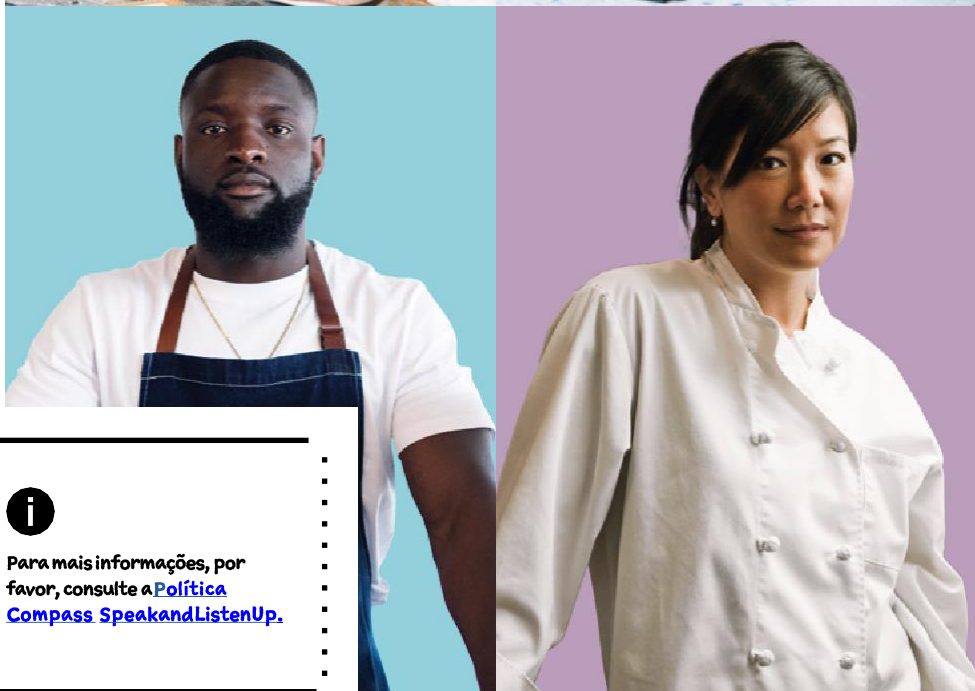 Para mais informações, por
favor, consulte a Política
Compass SpeakandListenUp.